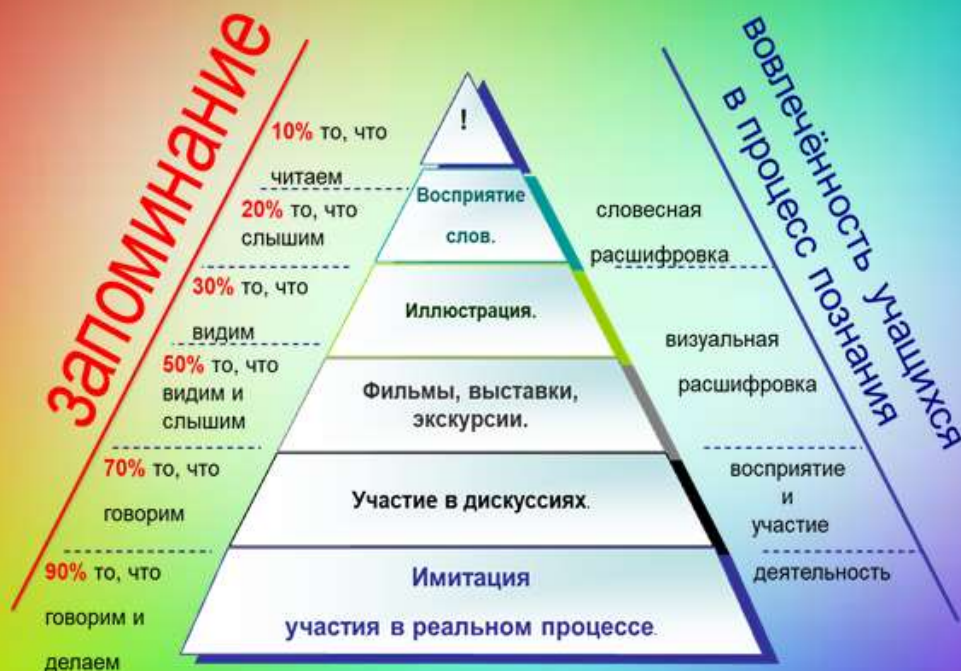 запоминание
вовлечённость учащихся
в процесс познания
!
10% то, что
читаем
Восприятие
слов.
20% то, что
слышим
словесная
расшифровка
30% то, что
видим
Иллюстрация.
визуальная
расшифровка
50% то, что
видим и
слышим
Фильмы, выставки,
экскурсии.
70% то, что
говорим
Участие в дискуссиях.
восприятие
и
участие
90% то, что
говорим и
делаем
Имитация
участия в реальном процессе.
деятельность